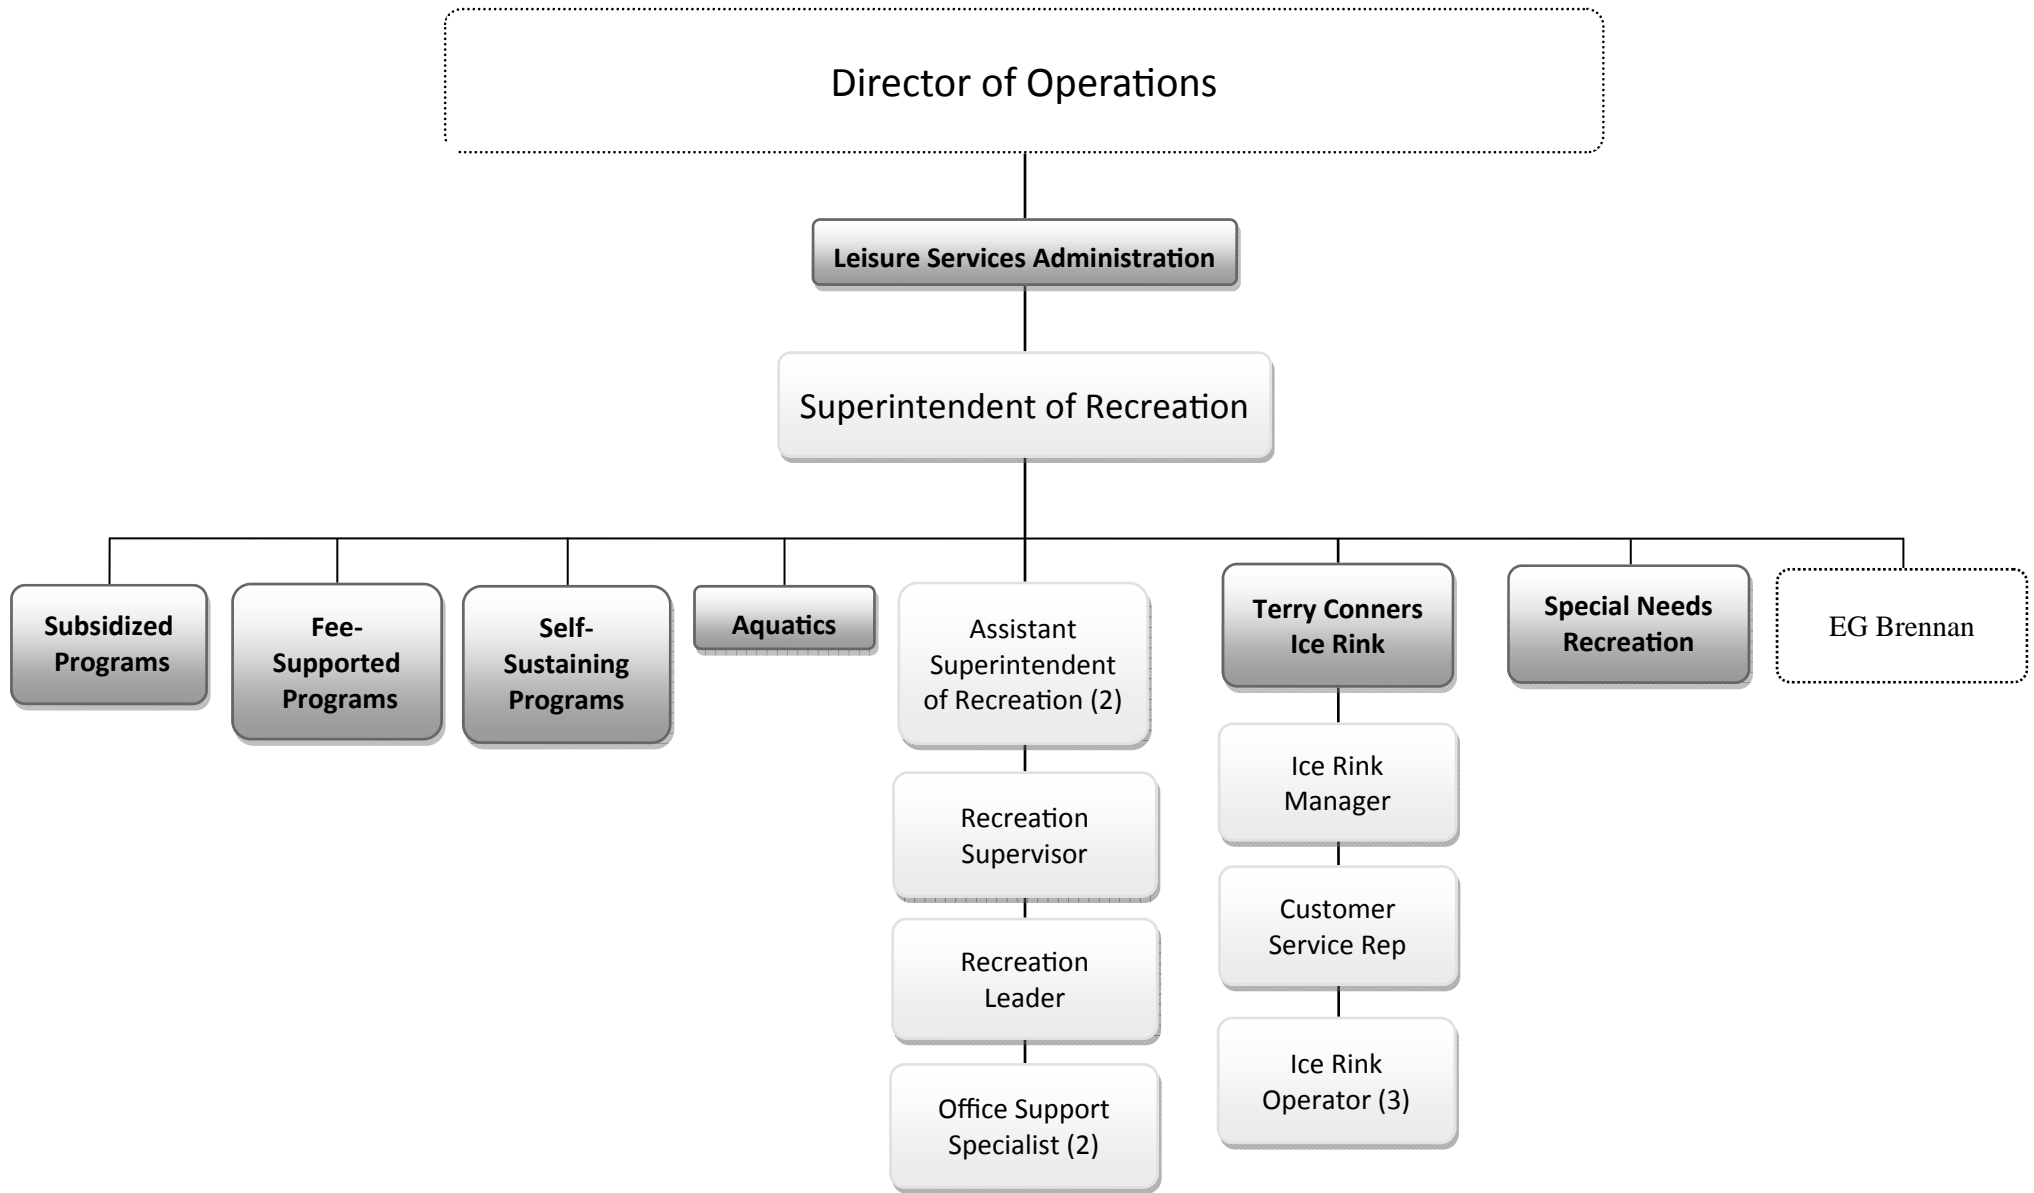 Director of Operations
Leisure Services Administration
Superintendent of Recreation
Subsidized
Programs
Fee-
Supported
Programs
Self-
Sustaining
Programs
Aquatics
Assistant
Superintendent
of Recreation (2)
Recreation
Supervisor
Recreation
Leader
Office Support
Specialist (2)
Terry Conners
Ice Rink
Ice Rink
Manager
Customer
Service Rep
Ice Rink
Operator (3)
Special Needs
Recreation
EG Brennan